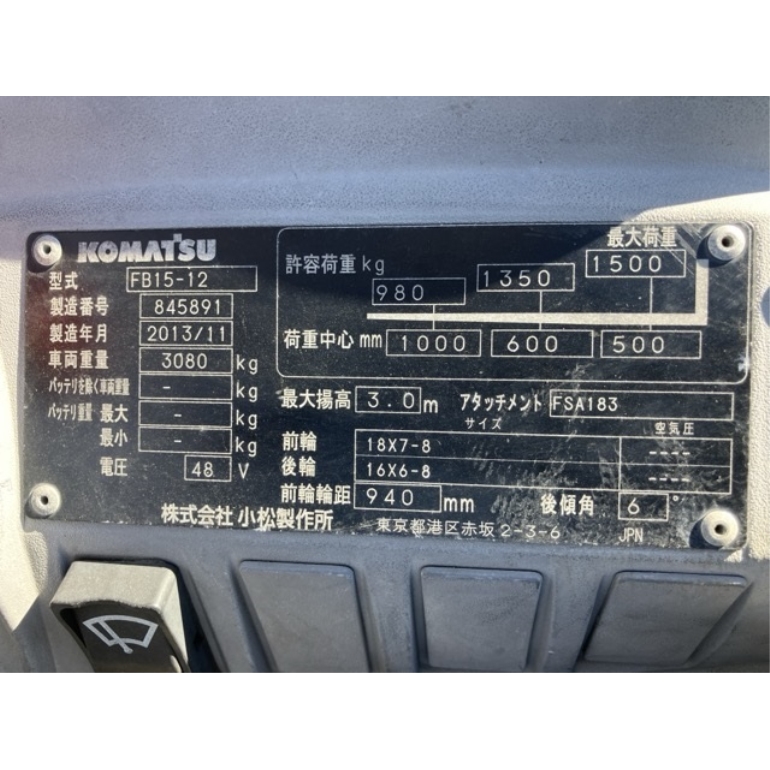 KOMATSU
型式 FB15-12
製造番号 845891
製造年月 2013/11
車両重量 3080 kg
バッテリを除く車両重量 - kg
バッテリ重量 最大 - kg
最小 - kg
電圧 48 V
最大荷重
許容荷重 kg 980 1350 1500
荷重中心 mm 1000 600 500
最大揚高 3.0 m アタッチメント FSA183
サイズ 空気圧
前輪 18X7-8 ----
後輪 16X6-8 ----
前輪輪距 940 mm 後傾角 6 °
株式会社 小松製作所 東京都港区赤坂2-3-6 JPN